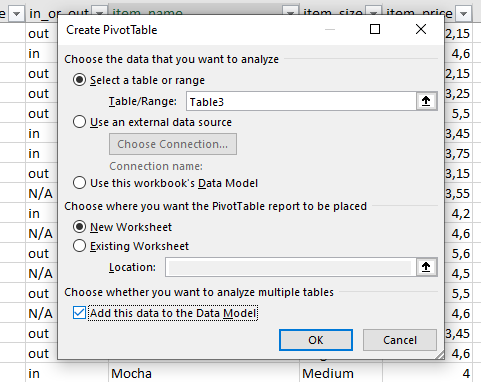 e in_or_out item_name item_size item_price
Create PivotTable ? ×
Choose the data that you want to analyze
Select a table or range
Table/Range: Table3
Use an external data source
Choose Connection...
Connection name:
Use this workbook's Data Model
Choose where you want the PivotTable report to be placed
New Worksheet
Existing Worksheet
Location:
Choose whether you want to analyze multiple tables
Add this data to the Data Model
OK Cancel
out 2,15
in 4,6
out 2,15
out 3,25
out 5,5
in 3,45
in 3,75
out 3,15
N/A 3,55
in 4,2
N/A 4,6
out 5,5
out 4,5
out 5,5
N/A 4,6
out 3,45
out 4,6
in Mocha Medium 4